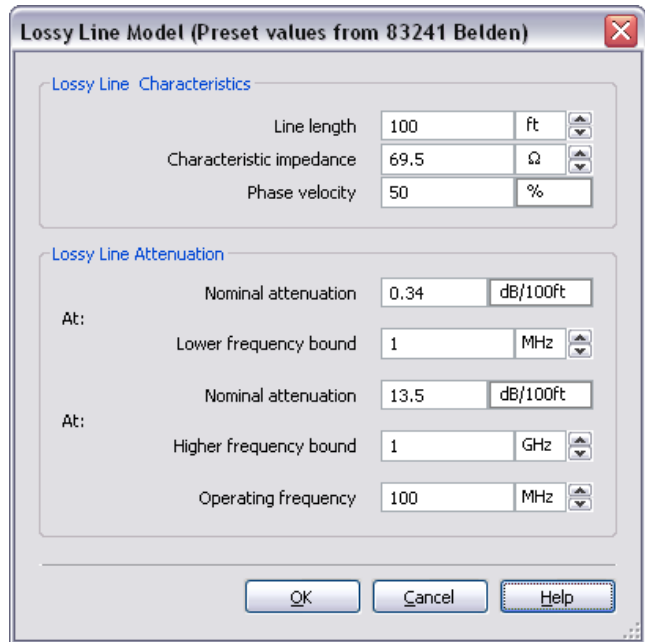 Lossy Line Model (Preset values from 83241 Belden)
Lossy Line Characteristics
Line length 100 ft
Characteristic impedance 69.5 Ω
Phase velocity 50 %
Lossy Line Attenuation
Nominal attenuation 0.34 dB/100ft
At:
Lower frequency bound 1 MHz
Nominal attenuation 13.5 dB/100ft
At:
Higher frequency bound 1 GHz
Operating frequency 100 MHz
OK Cancel Help